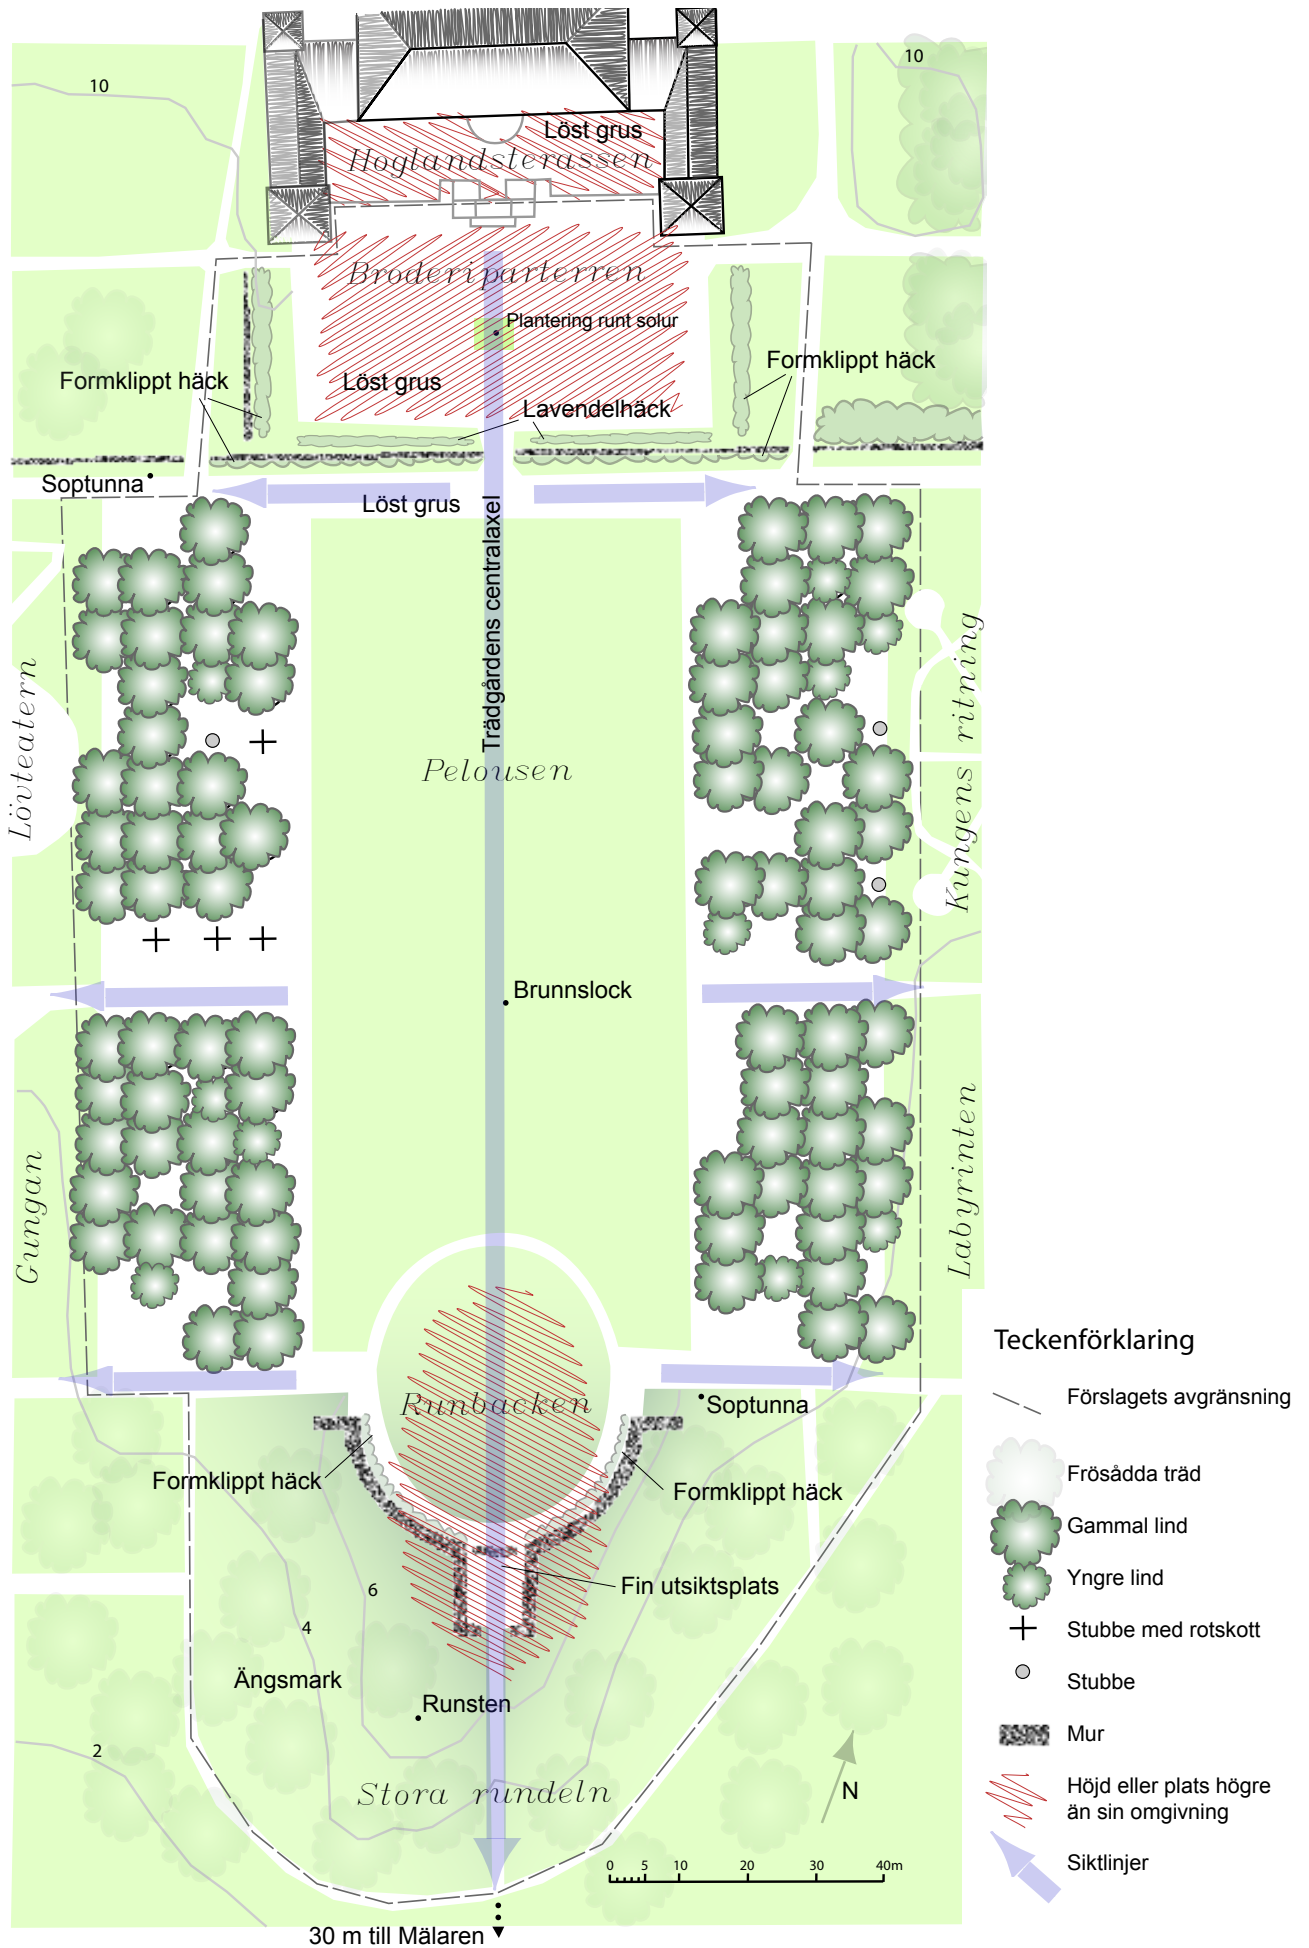 10
10
Löst grus
Hoglandsterassen
Broderiparterren
Plantering runt solur
Formklippt häck
Löst grus
Formklippt häck
Lavendelhäck
Soptunna
Löst grus
Trädgårdens centralaxel
Lövteatern
Kungens ritning
Pelousen
Brunnslock
Gungan
Labyrinten
Runbacken
Soptunna
Formklippt häck
Formklippt häck
Fin utsiktsplats
6
4
Ängsmark
Runsten
2
Stora rundeln
N
0 5 10 20 30 40m
30 m till Mälaren
Teckenförklaring
Förslagets avgränsning
Frösådda träd
Gammal lind
Yngre lind
Stubbe med rotskott
Stubbe
Mur
Höjd eller plats högre
än sin omgivning
Siktlinjer